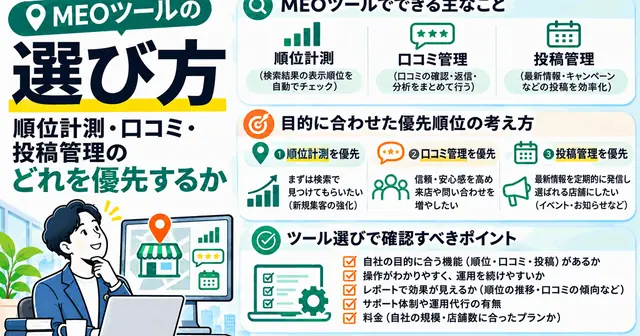 MEOツールの
選び方
順位計測・口コミ・
投稿管理の
どれを優先するか
MEOツールでできる主なこと
順位計測
(検索結果の表示順位を
自動でチェック)
口コミ管理
(口コミの確認・返信・
分析をまとめて行う)
投稿管理
(最新情報・キャンペーン
などの投稿を効率化)
目的に合わせた優先順位の考え方
1 順位計測を優先
まずは検索で
見つけてもらいたい
(新規集客の強化)
2 口コミ管理を優先
信頼・安心感を高め
来店や問い合わせを
増やしたい
3 投稿管理を優先
最新情報を定期的に発信し
選ばれる店舗にしたい
(イベント・お知らせなど)
ツール選びで確認すべきポイント
自社の目的に合う機能(順位・口コミ・投稿)があるか
操作がわかりやすく、運用を続けやすいか
レポートで効果が見えるか(順位の推移・口コミの傾向など)
サポート体制や運用代行の有無
料金(自社の規模・店舗数に合ったプランか)